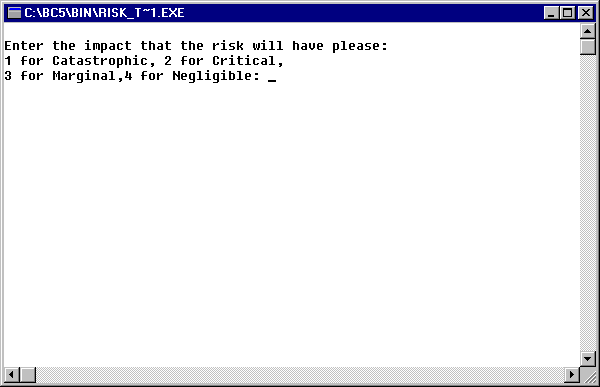 C:\BC5\BIN\RISK_T~1.EXE
Enter the impact that the risk will have please:
1 for Catastrophic, 2 for Critical,
3 for Marginal,4 for Negligible: _